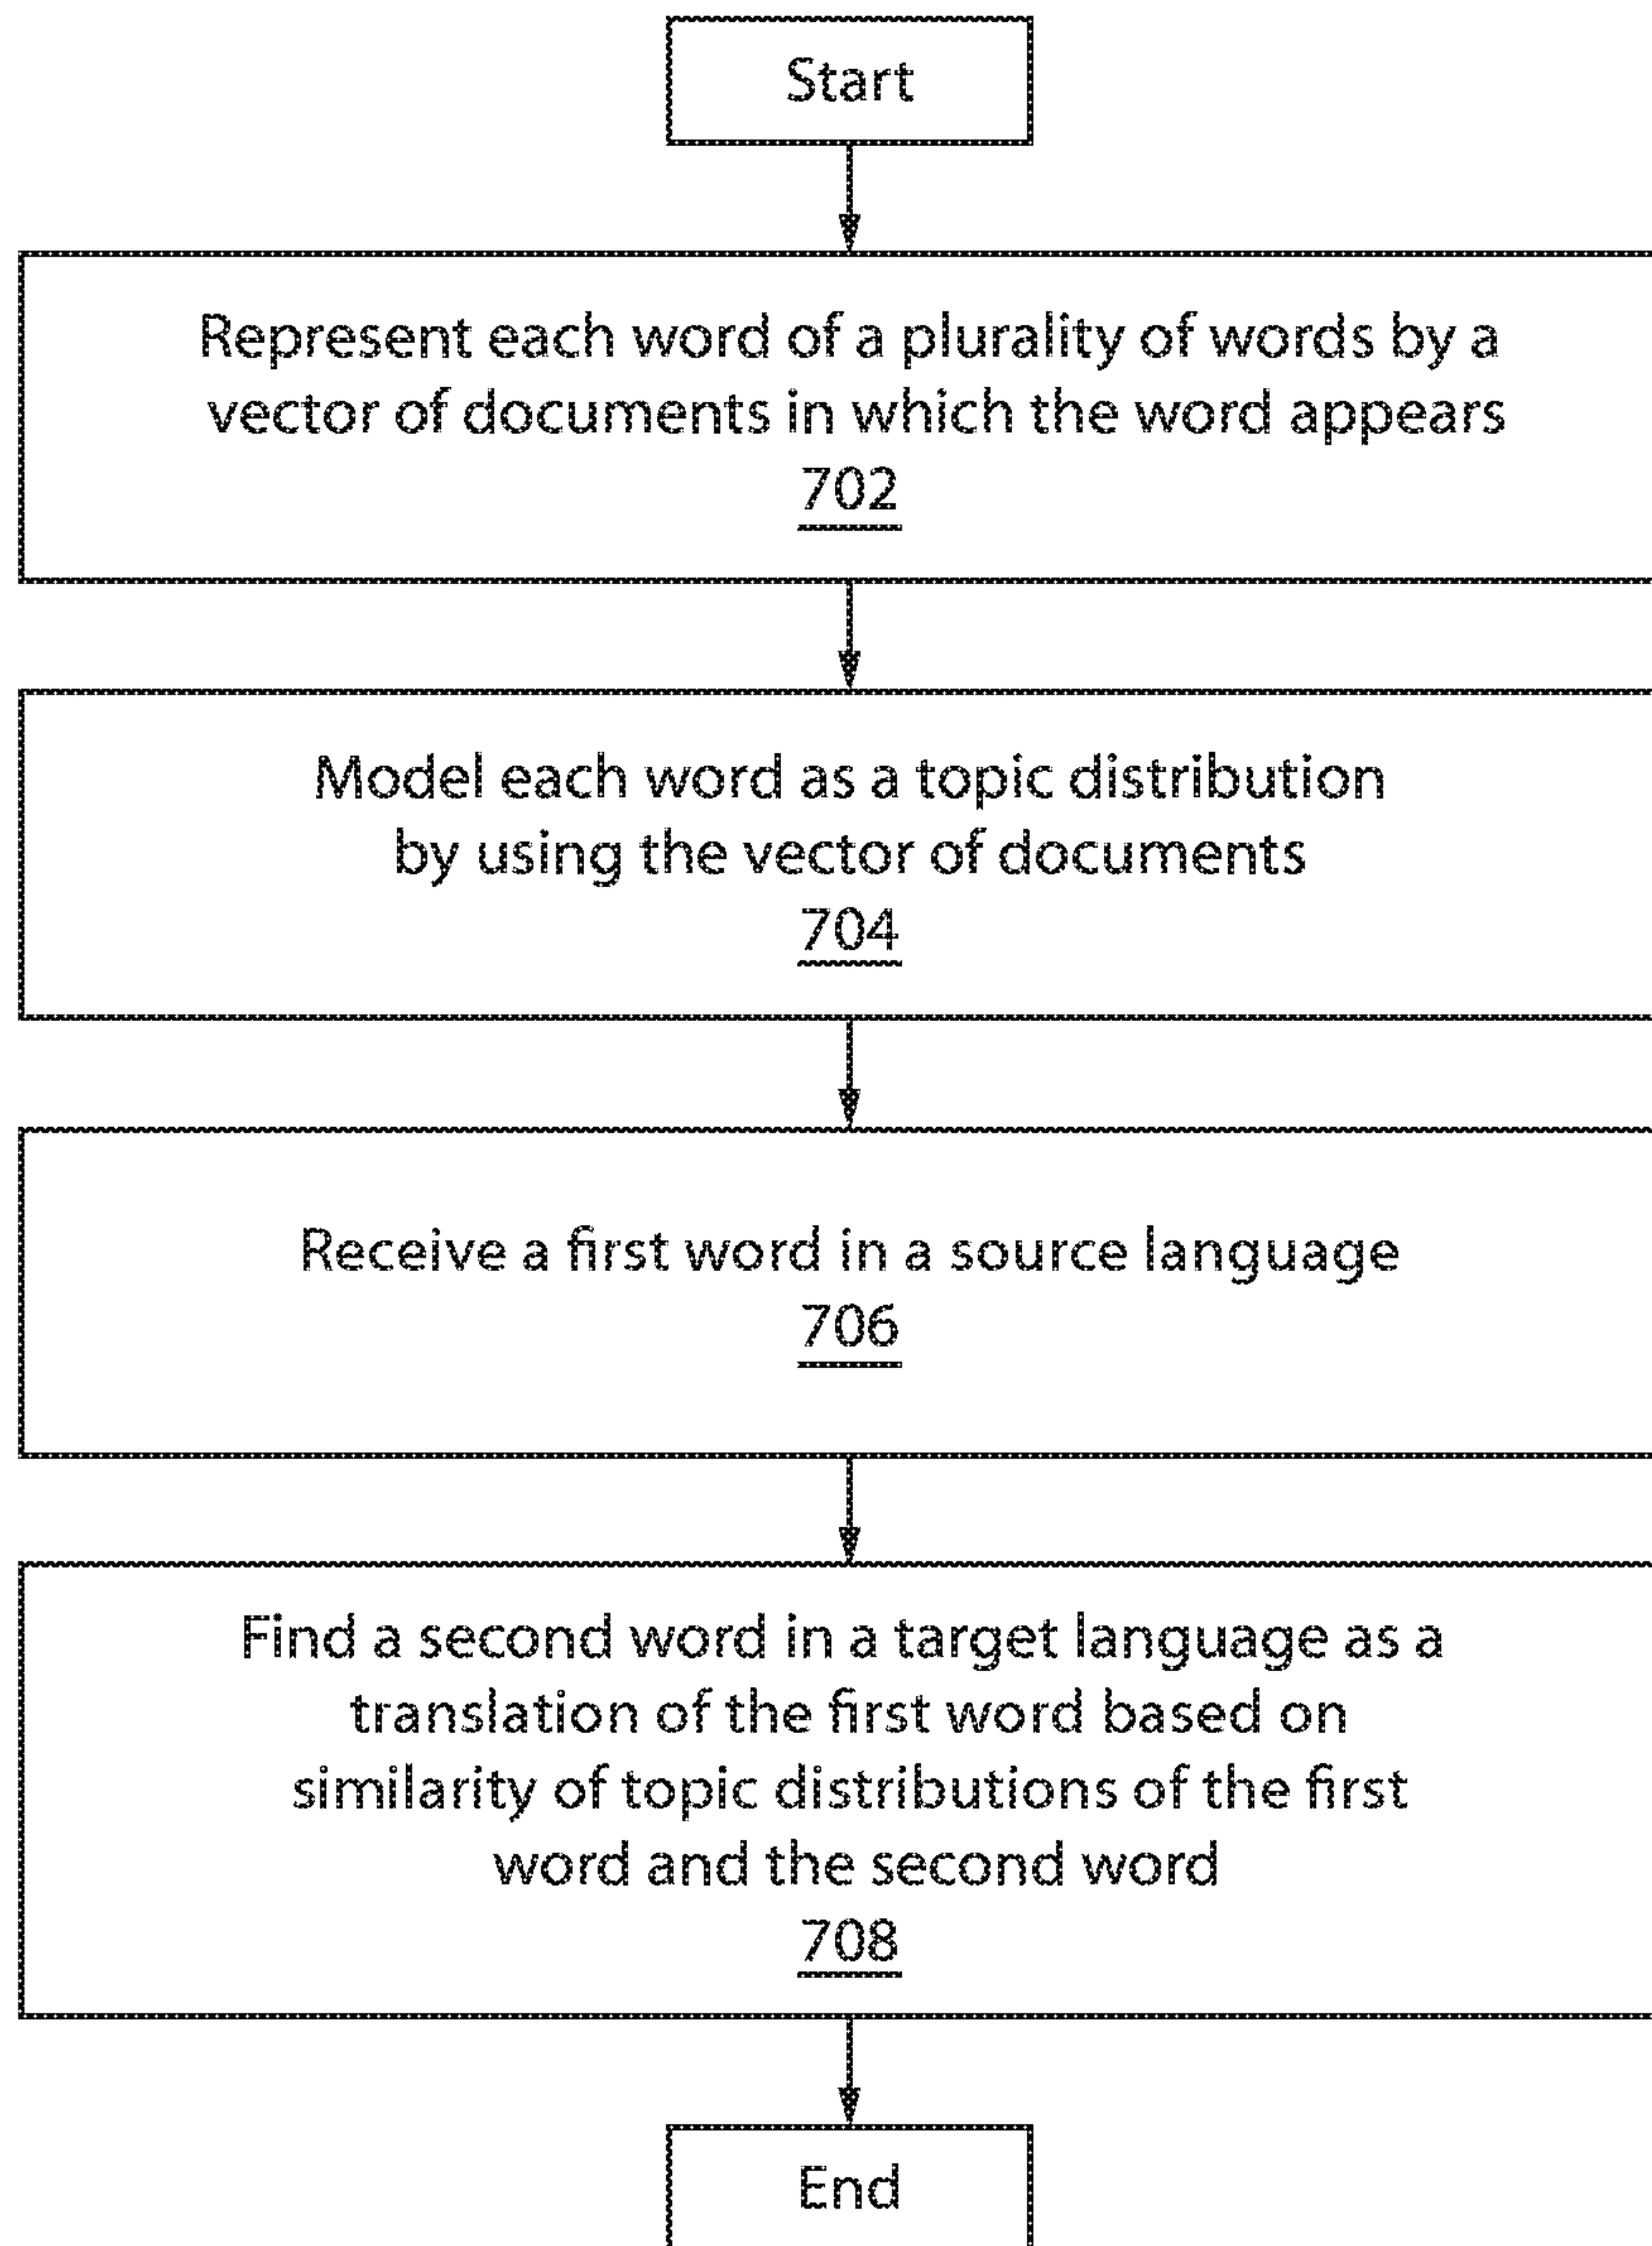 Start
Represent each word of a plurality of words by a
vector of documents in which the word appears
702
Model each word as a topic distribution
by using the vector of documents
704
Receive a first word in a source language
706
Find a second word in a target language as a
translation of the first word based on
similarity of topic distributions of the first
word and the second word
708
End